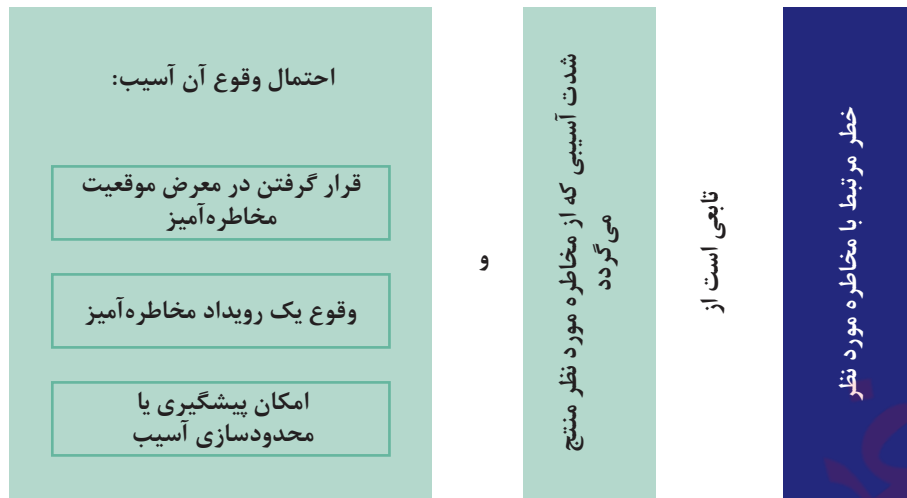 خطر مرتبط با مخاطره مورد نظر
تابعی است از
شدت آسیبی که از مخاطره مورد نظر منتج
می‌گردد
و
احتمال وقوع آن آسیب:
قرار گرفتن در معرض موقعیت
مخاطره‌آمیز
وقوع یک رویداد مخاطره‌آمیز
امکان پیشگیری یا
محدودسازی آسیب